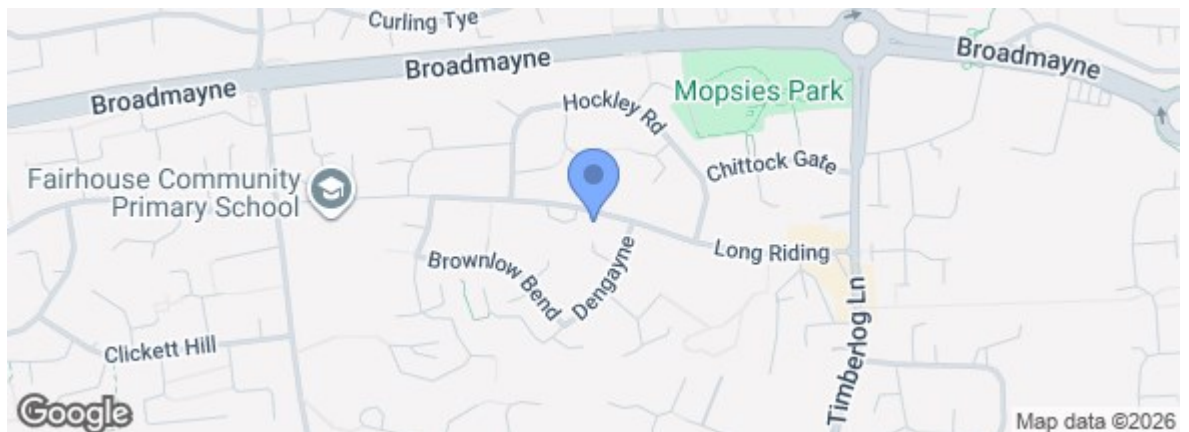 Curling Tye
Broadmayne
Broadmayne
Broadmayne
Mopsies Park
Hockley Rd
Chittock Gate
Fairhouse Community
Primary School
Long Riding
Brownlow Bend
Dengayne
Timberlog Ln
Clickett Hill
Google
Map data ©2026